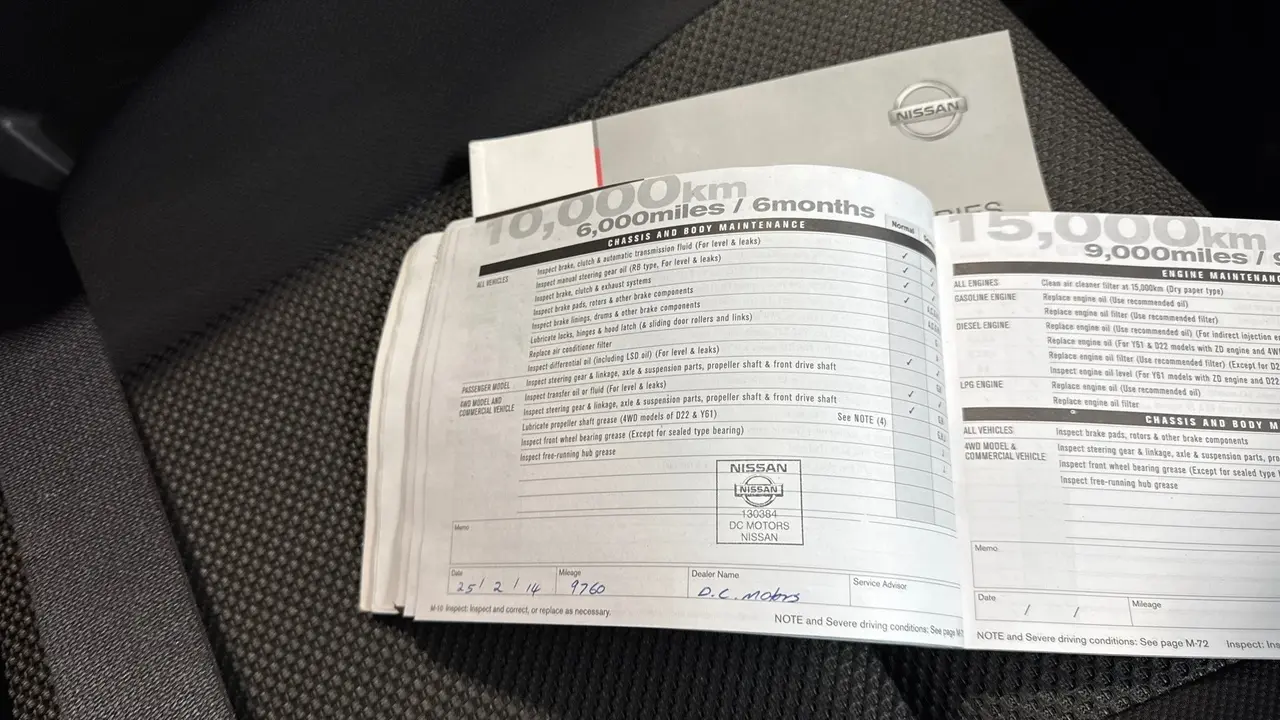 NISSAN
10,000km
6,000miles / 6months
CHASSIS AND BODY MAINTENANCE
Normal
ALL VEHICLES
Inspect brake, clutch & automatic transmission fluid (For level & leaks)
Inspect manual steering gear oil (RB type, For level & leaks)
Inspect brake, clutch & exhaust systems
Inspect brake pads, rotors & other brake components
Inspect brake linings, drums & other brake components
Lubricate locks, hinges & hood latch (& sliding door rollers and links)
Replace air conditioner filter
Inspect differential oil (including LSD oil) (For level & leaks)
PASSENGER MODEL
Inspect steering gear & linkage, axle & suspension parts, propeller shaft & front drive shaft
4WD MODEL AND
COMMERCIAL VEHICLE
Inspect transfer oil or fluid (For level & leaks)
Inspect steering gear & linkage, axle & suspension parts, propeller shaft & front drive shaft
Lubricate propeller shaft grease (4WD models of D22 & Y61) See NOTE (4)
Inspect front wheel bearing grease (Except for sealed type bearing)
Inspect free-running hub grease
NISSAN
NISSAN
130384
DC MOTORS
NISSAN
Memo
Date
25/ 2 / 14
Mileage
9760
Dealer Name
D.C. Motors
Service Advisor
M-10 Inspect: Inspect and correct, or replace as necessary.
NOTE and Severe driving conditions: See page
15,000km
9,000miles /
ENGINE MAINTENANC
ALL ENGINES Clean air cleaner filter at 15,000km (Dry paper type)
GASOLINE ENGINE Replace engine oil (Use recommended oil)
Replace engine oil filter (Use recommended filter)
DIESEL ENGINE Replace engine oil (Use recommended oil) (For indirect injection
Replace engine oil (For Y51 & D22 models with ZD engine and 4W
Replace engine oil filter (Use recommended filter) (Except for D2
Inspect engine oil level (For Y61 models with ZD engine and D22
LPG ENGINE Replace engine oil (Use recommended oil)
Replace engine oil filter
CHASSIS AND BODY M
ALL VEHICLES Inspect brake pads, rotors & other brake components
4WD MODEL &
COMMERCIAL VEHICLE
Inspect steering gear & linkage, axle & suspension parts, pro
Inspect front wheel bearing grease (Except for sealed type
Inspect free-running hub grease
Memo
Date
/ /
Mileage
NOTE and Severe driving conditions: See page M-72 Inspect: Ins